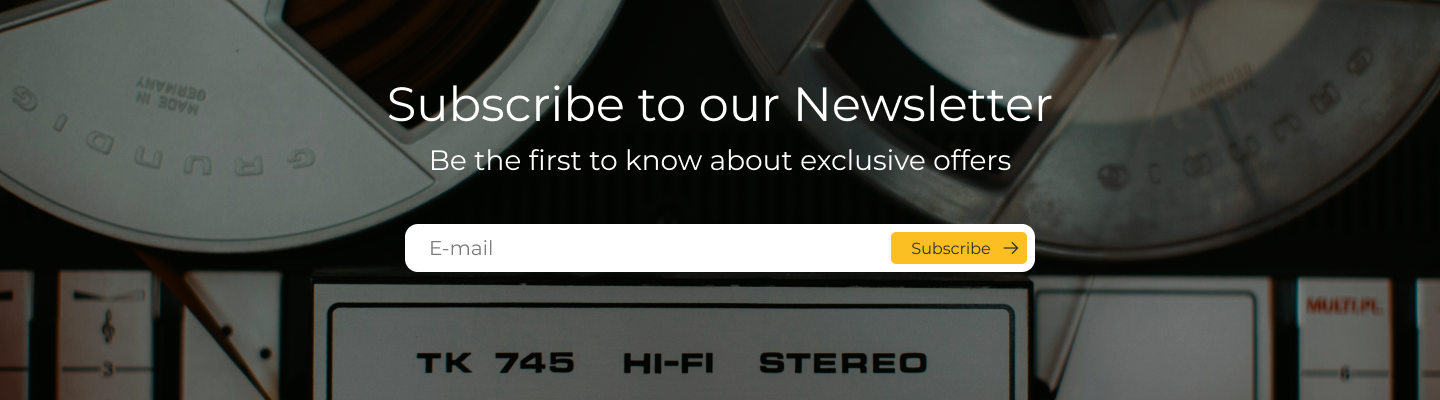 MADE IN
GERMANY
GRUNDIG
GERMANY
Subscribe to our Newsletter
Be the first to know about exclusive offers
E-mail
Subscribe
MULTI.PL.
3
6
TK 745 HI-FI STEREO